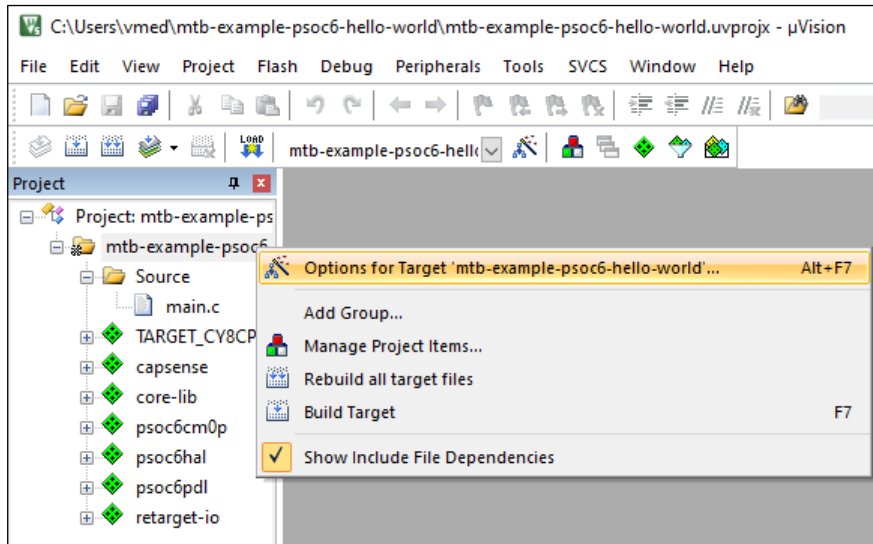 C:\Users\vmed\mtb-example-psoc6-hello-world\mtb-example-psoc6-hello-world.uvprojx - µVision
File Edit View Project Flash Debug Peripherals Tools SVCS Window Help
LOAD
mtb-example-psoc6-hello
Project
Project: mtb-example-ps
mtb-example-psoc6
Source
main.c
TARGET_CY8CP
capsense
core-lib
psoc6cm0p
psoc6hal
psoc6pdl
retarget-io
Options for Target 'mtb-example-psoc6-hello-world'... Alt+F7
Add Group...
Manage Project Items...
Rebuild all target files
Build Target F7
Show Include File Dependencies